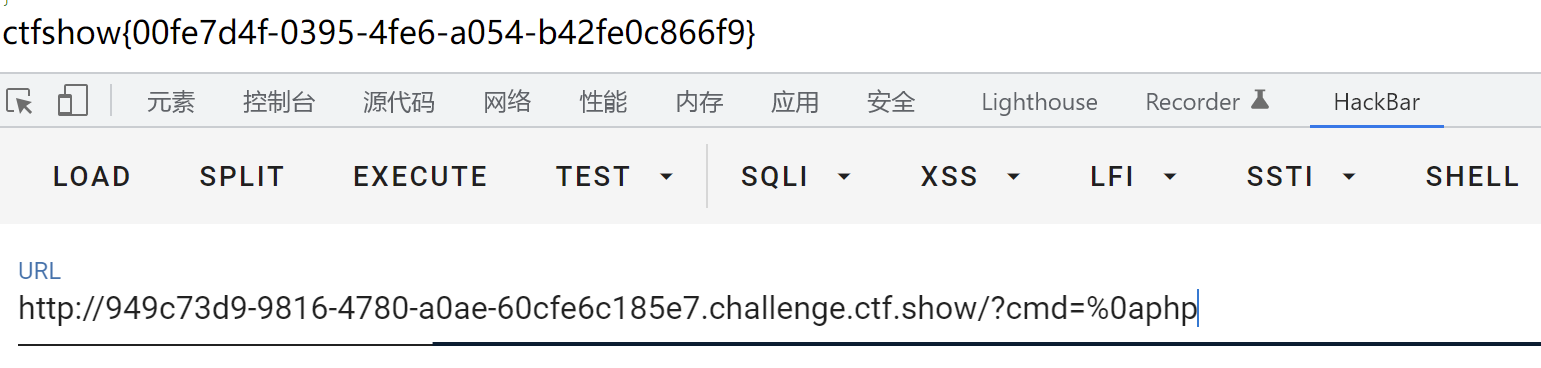 ctfshow{00fe7d4f-0395-4fe6-a054-b42fe0c866f9}
元素 控制台 源代码 网络 性能 内存 应用 安全 Lighthouse Recorder HackBar
LOAD SPLIT EXECUTE TEST SQLI XSS LFI SSTI SHELL
URL
http://949c73d9-9816-4780-a0ae-60cfe6c185e7.challenge.ctf.show/?cmd=%0aphp